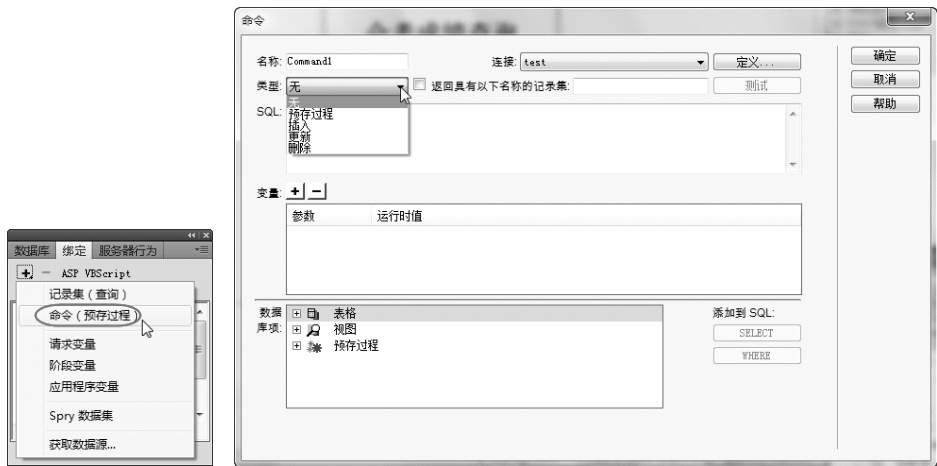 数据库 绑定 服务器行为
ASP VBScript
记录集（查询）
命令（预存过程）
请求变量
阶段变量
应用程序变量
Spry 数据集
获取数据源...
命令
名称: Command1 连接: test 定义... 确定
类型: 无 返回具有以下名称的记录集: 测试 取消
无
预存过程
插入
更新
删除
帮助
SQL:
变量:
参数 运行时值
数据库项:
表格
视图
预存过程
添加到 SQL:
SELECT
WHERE